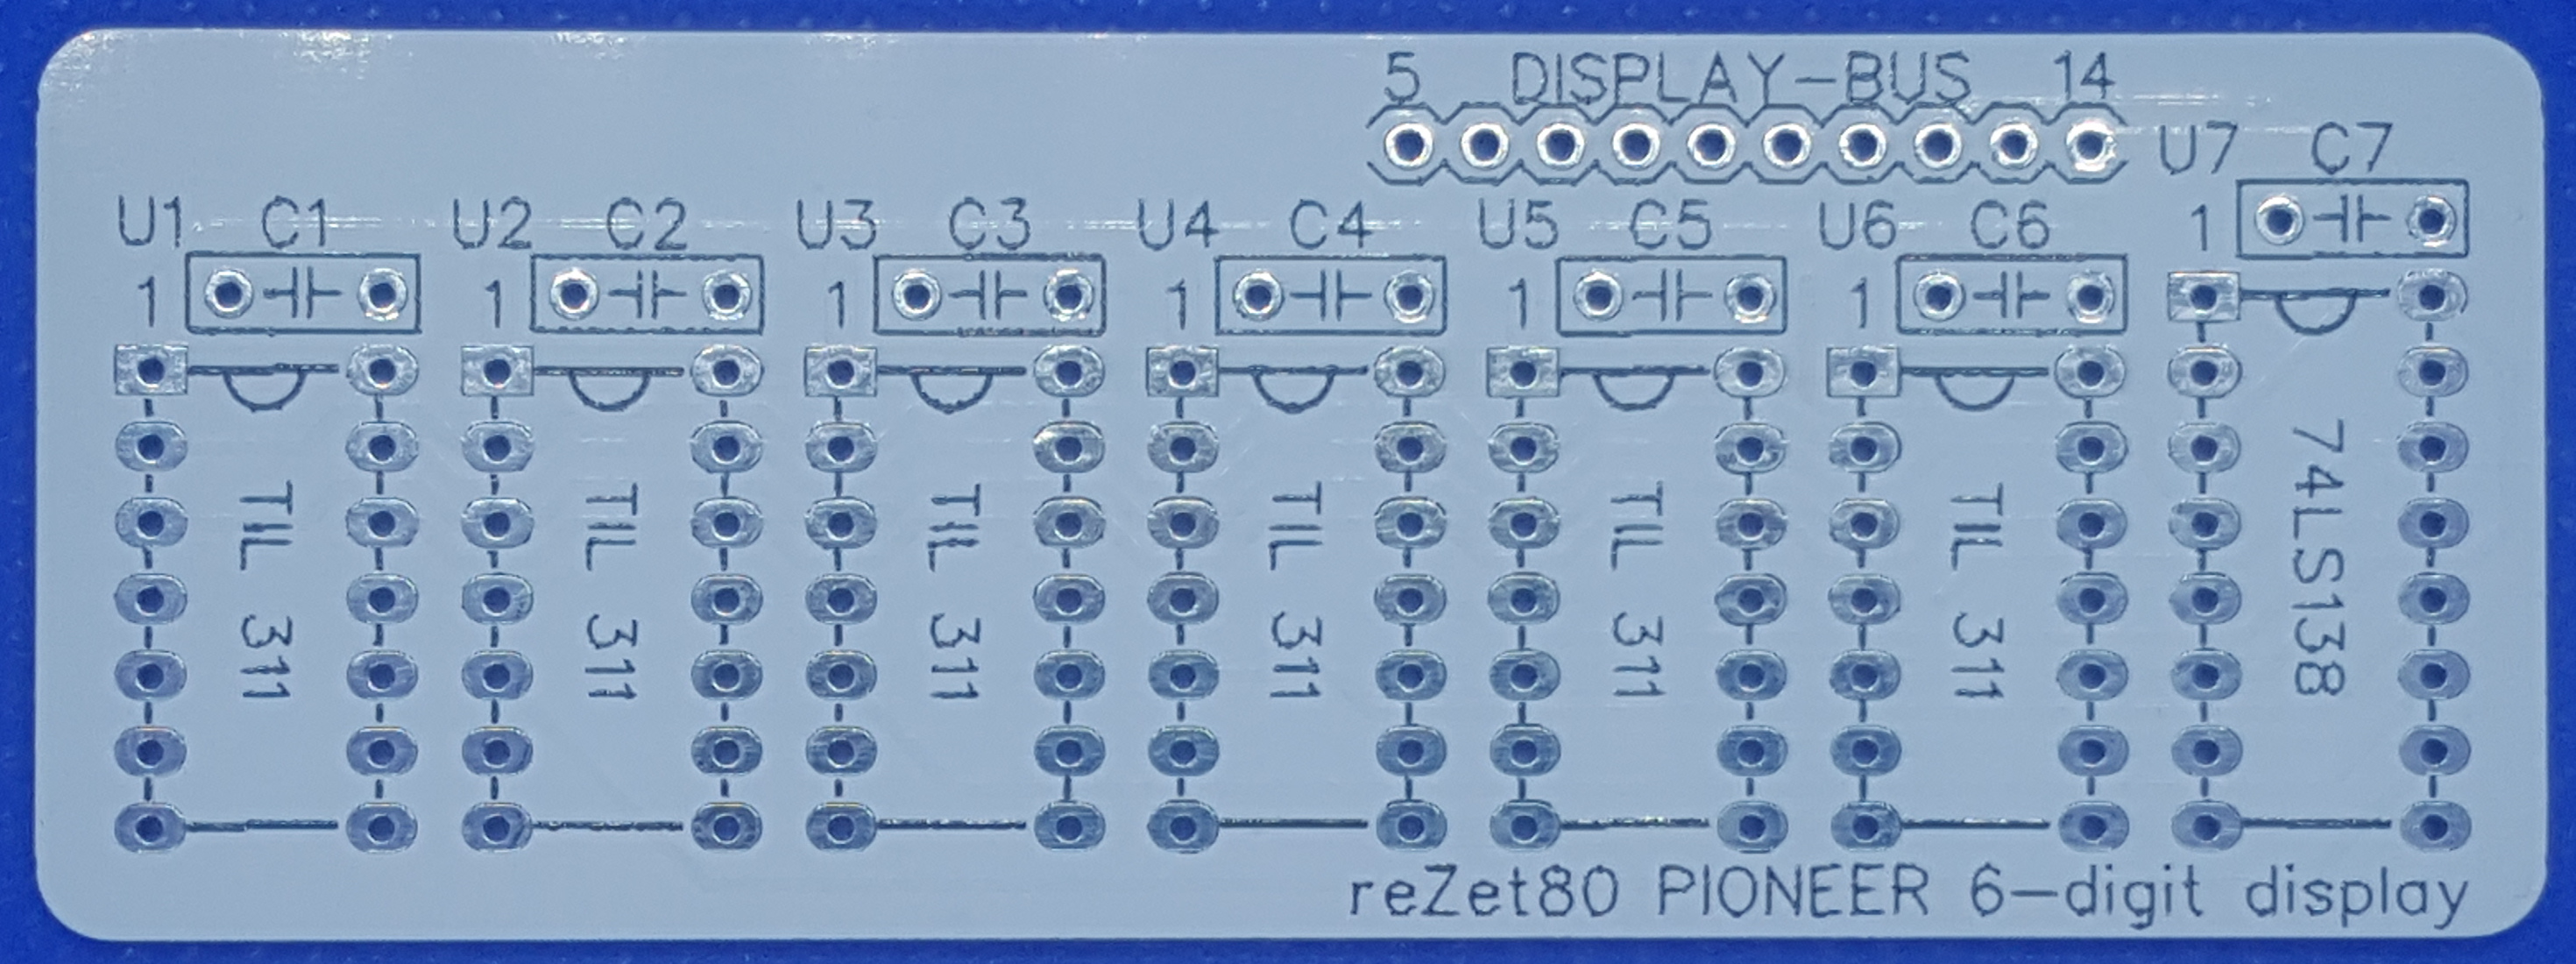 5 DISPLAY-BUS 14
U7 C7
U1 C1 U2 C2 U3 C3 U4 C4 U5 C5 U6 C6 1
1 1 1 1 1 1
TIL 311 TIL 311 TIL 311 TIL 311 TIL 311 TIL 311 74LS138
reZet80 PIONEER 6-digit display